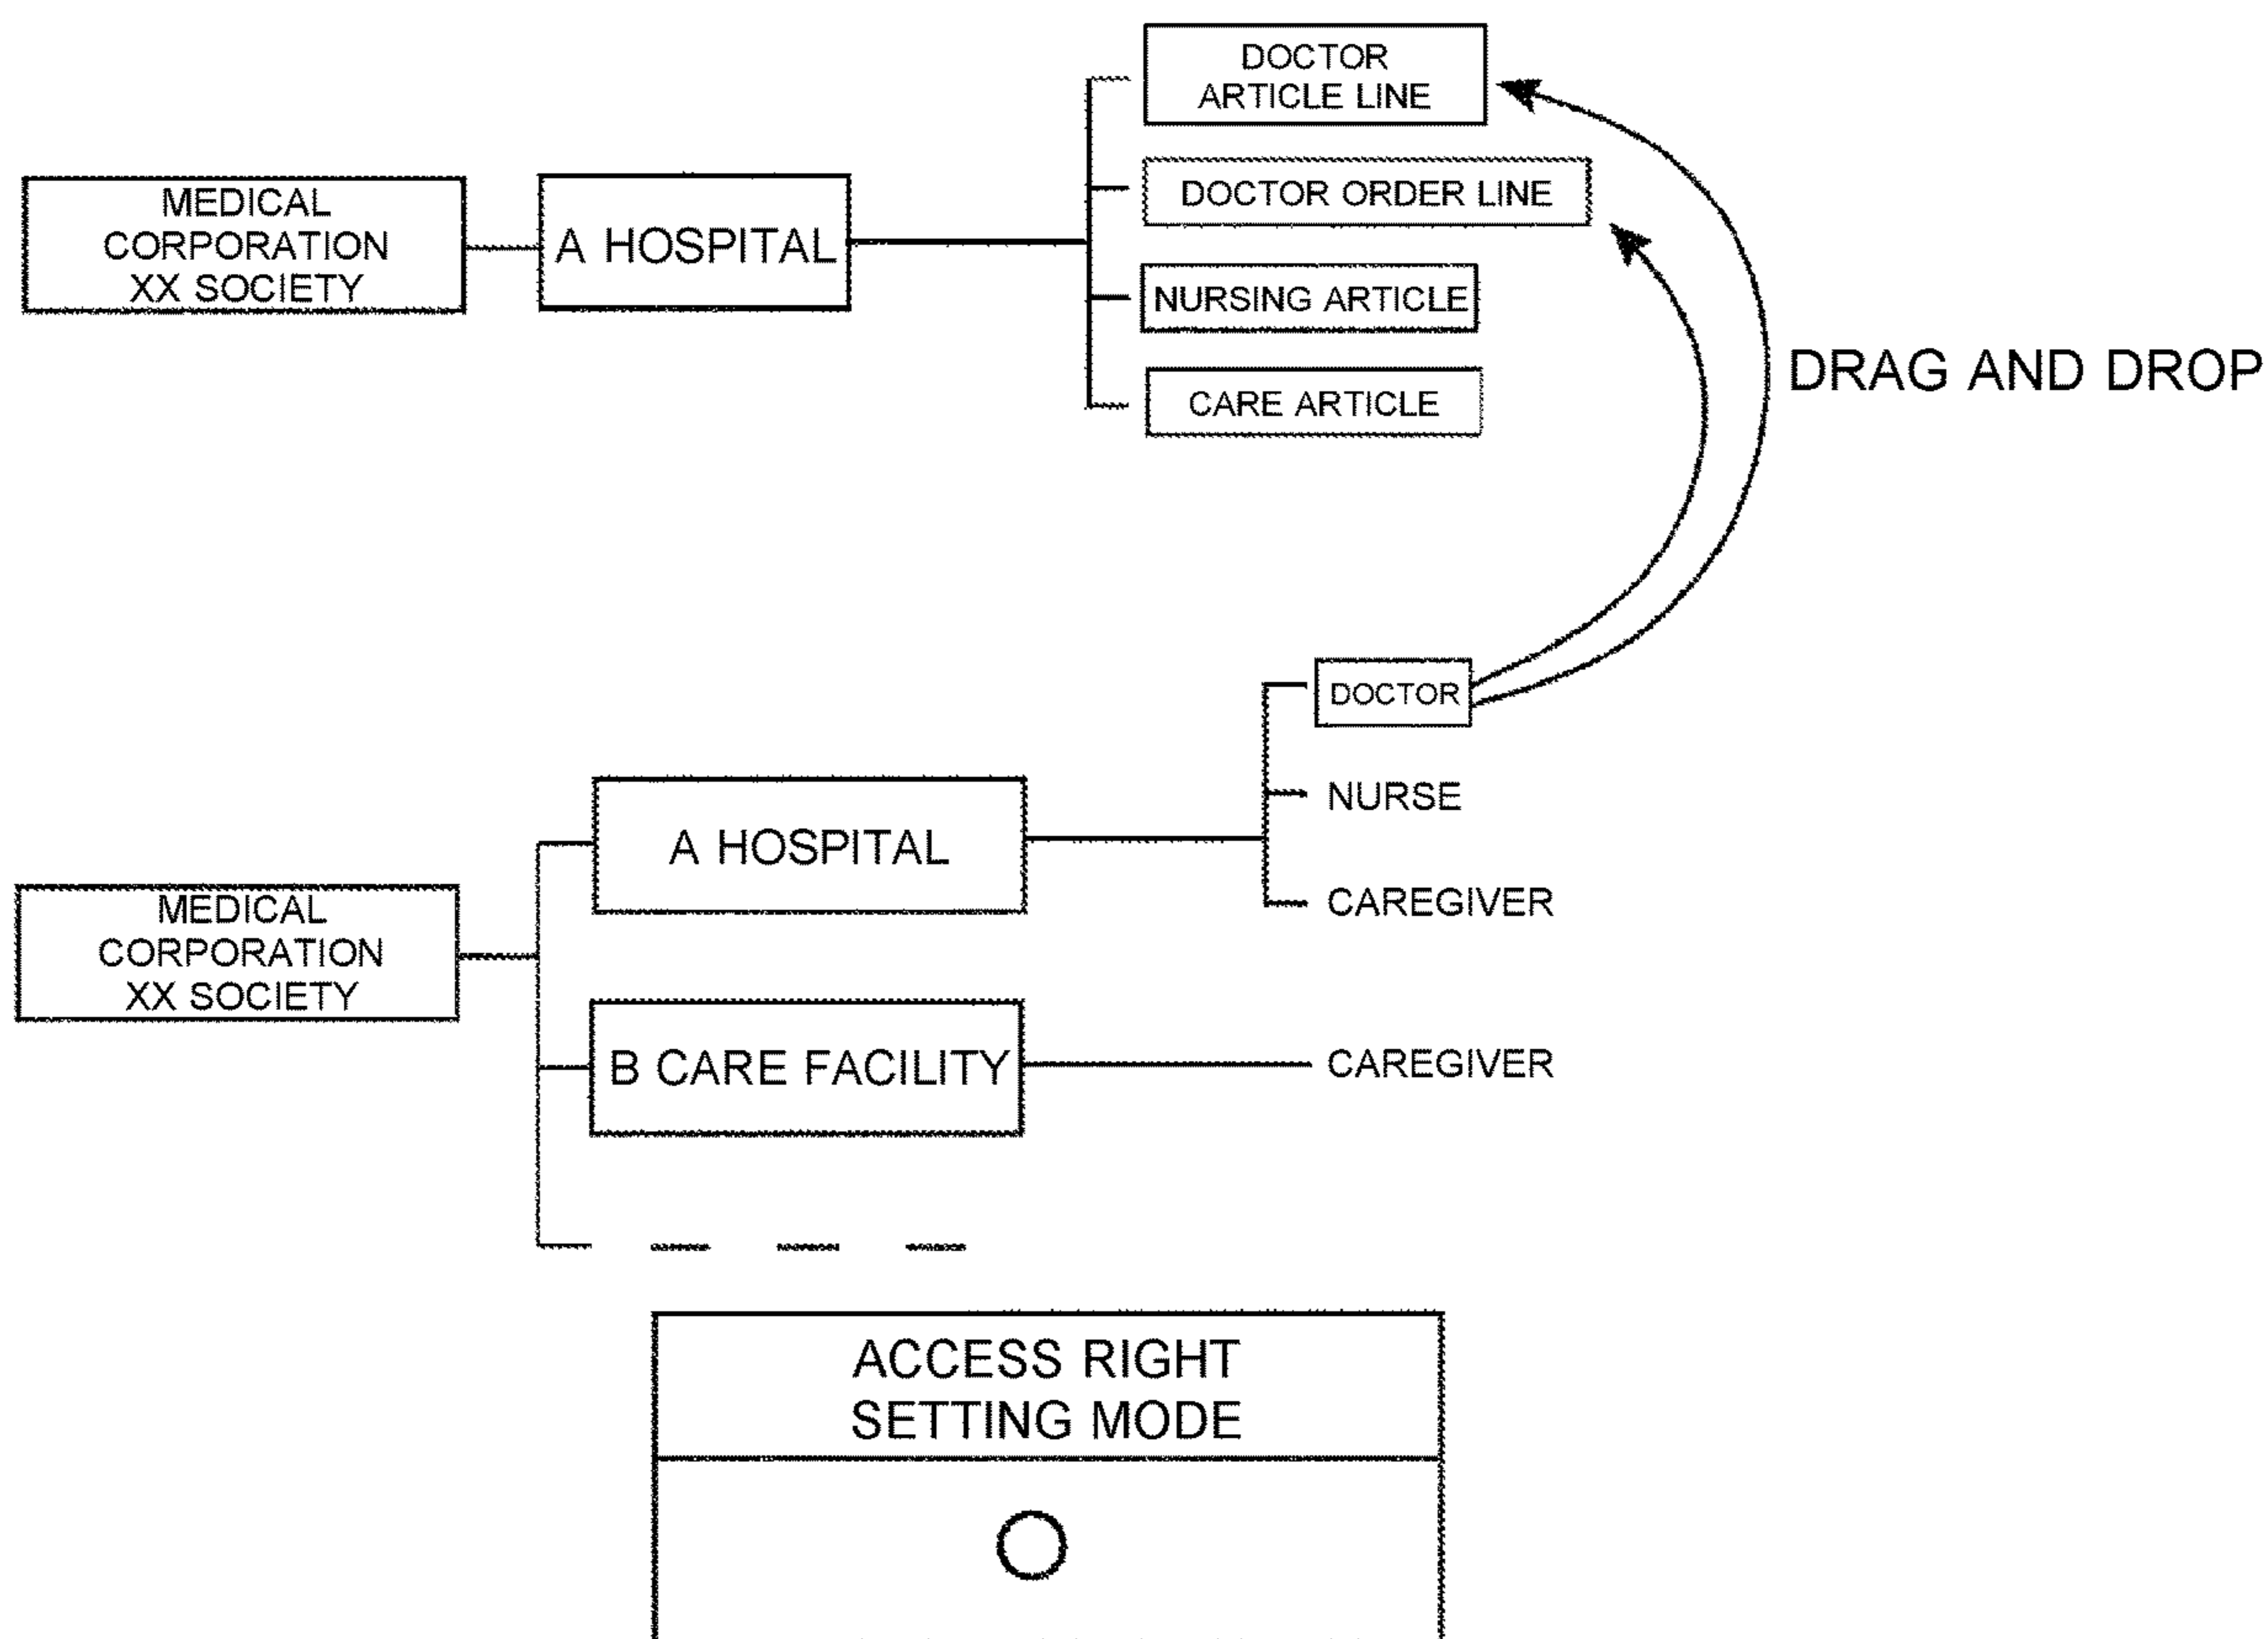 DOCTOR
ARTICLE LINE
MEDICAL
CORPORATION
XX SOCIETY
A HOSPITAL
DOCTOR ORDER LINE
NURSING ARTICLE
CARE ARTICLE
DRAG AND DROP
DOCTOR
NURSE
CAREGIVER
A HOSPITAL
MEDICAL
CORPORATION
XX SOCIETY
B CARE FACILITY
CAREGIVER
ACCESS RIGHT
SETTING MODE